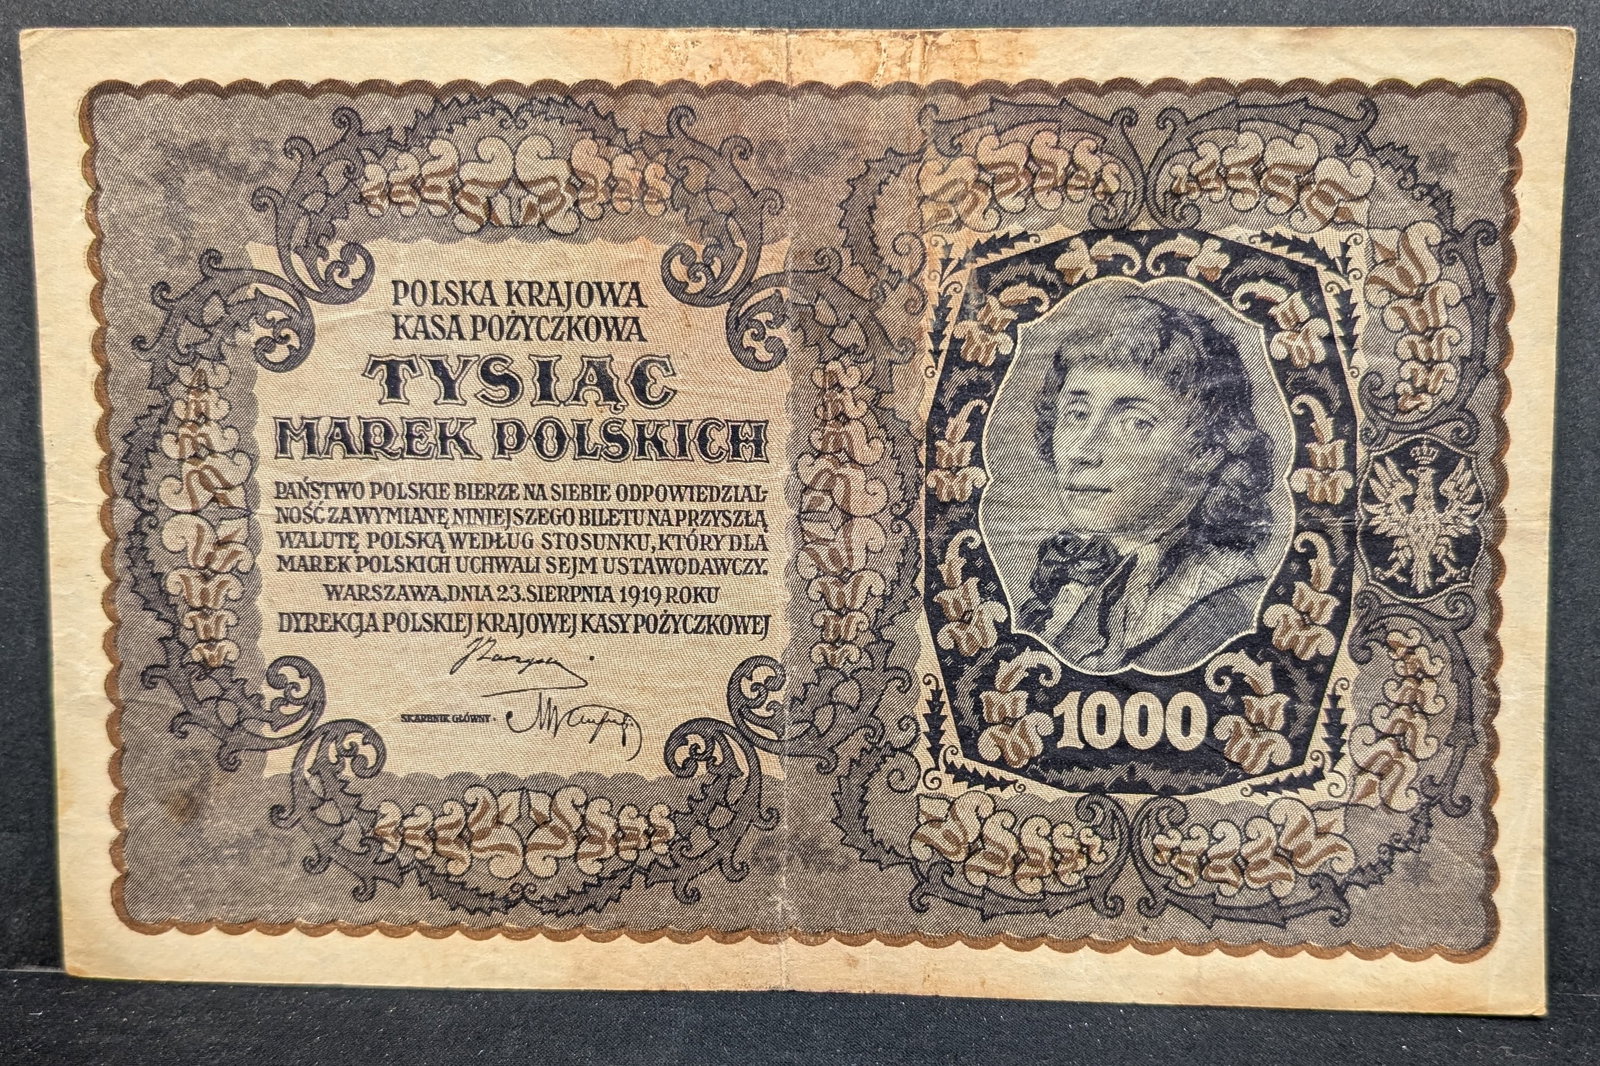 POLSKA KRAJOWA
KASA POŻYCZKOWA
TYSIĄC
MAREK POLSKICH
PAŃSTWO POLSKIE BIERZE NA SIEBIE ODPOWIEDZIAL-
NOŚĆ ZA WYMIANĘ NINIEJSZEGO BILETU NA PRZYSZŁĄ
WALUTĘ POLSKĄ WEDŁUG STOSUNKU, KTÓRY DLA
MAREK POLSKICH UCHWALI SEJM USTAWODAWCZY.
WARSZAWA, DNIA 23. SIERPNIA 1919 ROKU
DYREKCJA POLSKIEJ KRAJOWEJ KASY POŻYCZKOWEJ
SKARBNIK GŁÓWNY
1000